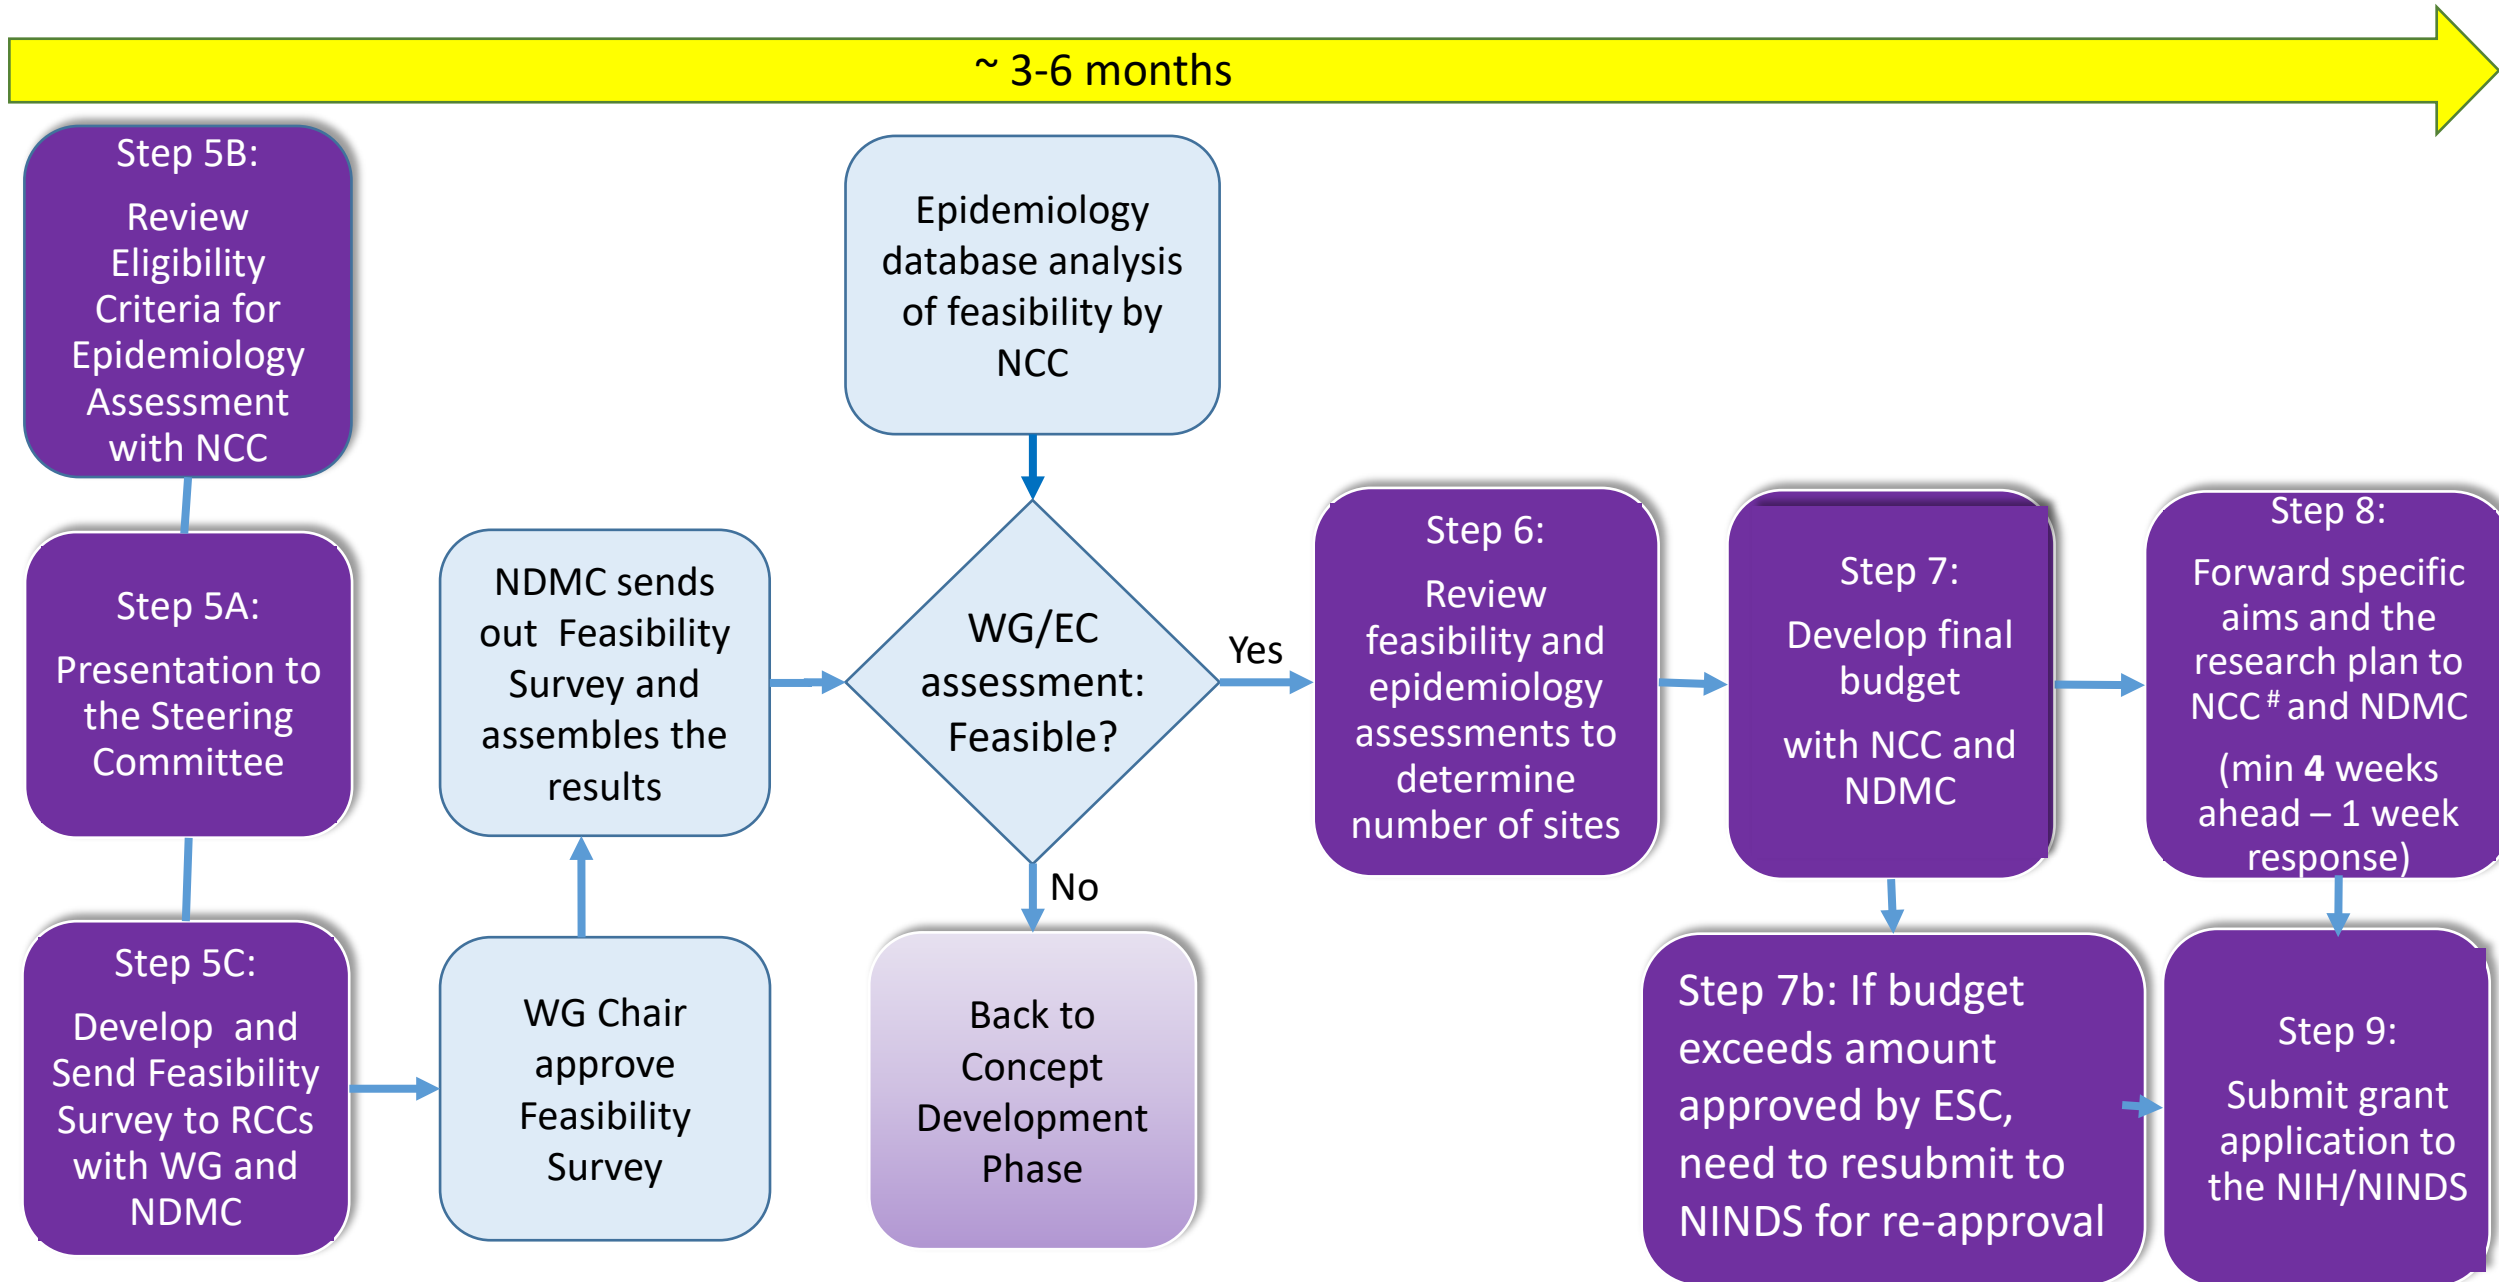 ~ 3-6 months
Step 5B:
Review
Eligibility
Criteria for
Epidemiology
Assessment
with NCC
Step 5A:
Presentation to
the Steering
Committee
Step 5C:
Develop and
Send Feasibility
Survey to RCCs
with WG and
NDMC
WG Chair
approve
Feasibility
Survey
NDMC sends
out Feasibility
Survey and
assembles the
results
Epidemiology
database analysis
of feasibility by
NCC
WG/EC
assessment:
Feasible?
Yes
No
Back to
Concept
Development
Phase
Step 6:
Review
feasibility and
epidemiology
assessments to
determine
number of sites
Step 7:
Develop final
budget
with NCC and
NDMC
Step 7b: If budget
exceeds amount
approved by ESC,
need to resubmit to
NINDS for re-approval
Step 8:
Forward specific
aims and the
research plan to
NCC # and NDMC
(min 4 weeks
ahead – 1 week
response)
Step 9:
Submit grant
application to
the NIH/NINDS